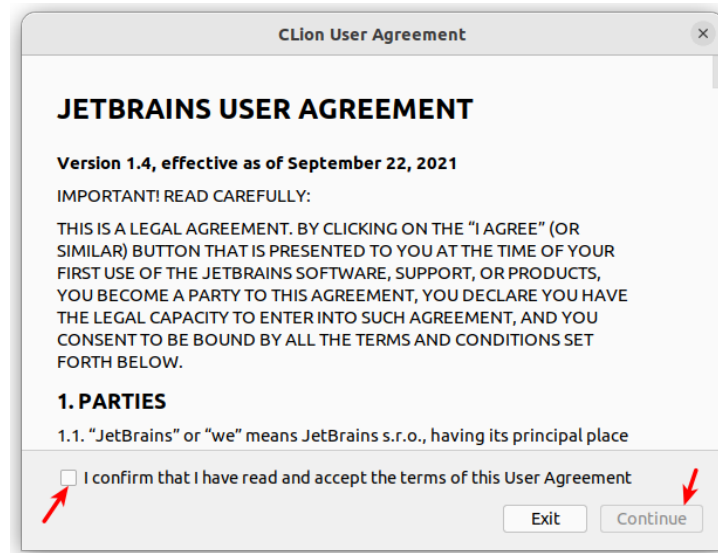 CLion User Agreement
JETBRAINS USER AGREEMENT
Version 1.4, effective as of September 22, 2021
IMPORTANT! READ CAREFULLY:
THIS IS A LEGAL AGREEMENT. BY CLICKING ON THE “I AGREE” (OR
SIMILAR) BUTTON THAT IS PRESENTED TO YOU AT THE TIME OF YOUR
FIRST USE OF THE JETBRAINS SOFTWARE, SUPPORT, OR PRODUCTS,
YOU BECOME A PARTY TO THIS AGREEMENT, YOU DECLARE YOU HAVE
THE LEGAL CAPACITY TO ENTER INTO SUCH AGREEMENT, AND YOU
CONSENT TO BE BOUND BY ALL THE TERMS AND CONDITIONS SET
FORTH BELOW.
1. PARTIES
1.1. “JetBrains” or “we” means JetBrains s.r.o., having its principal place
I confirm that I have read and accept the terms of this User Agreement
Exit Continue